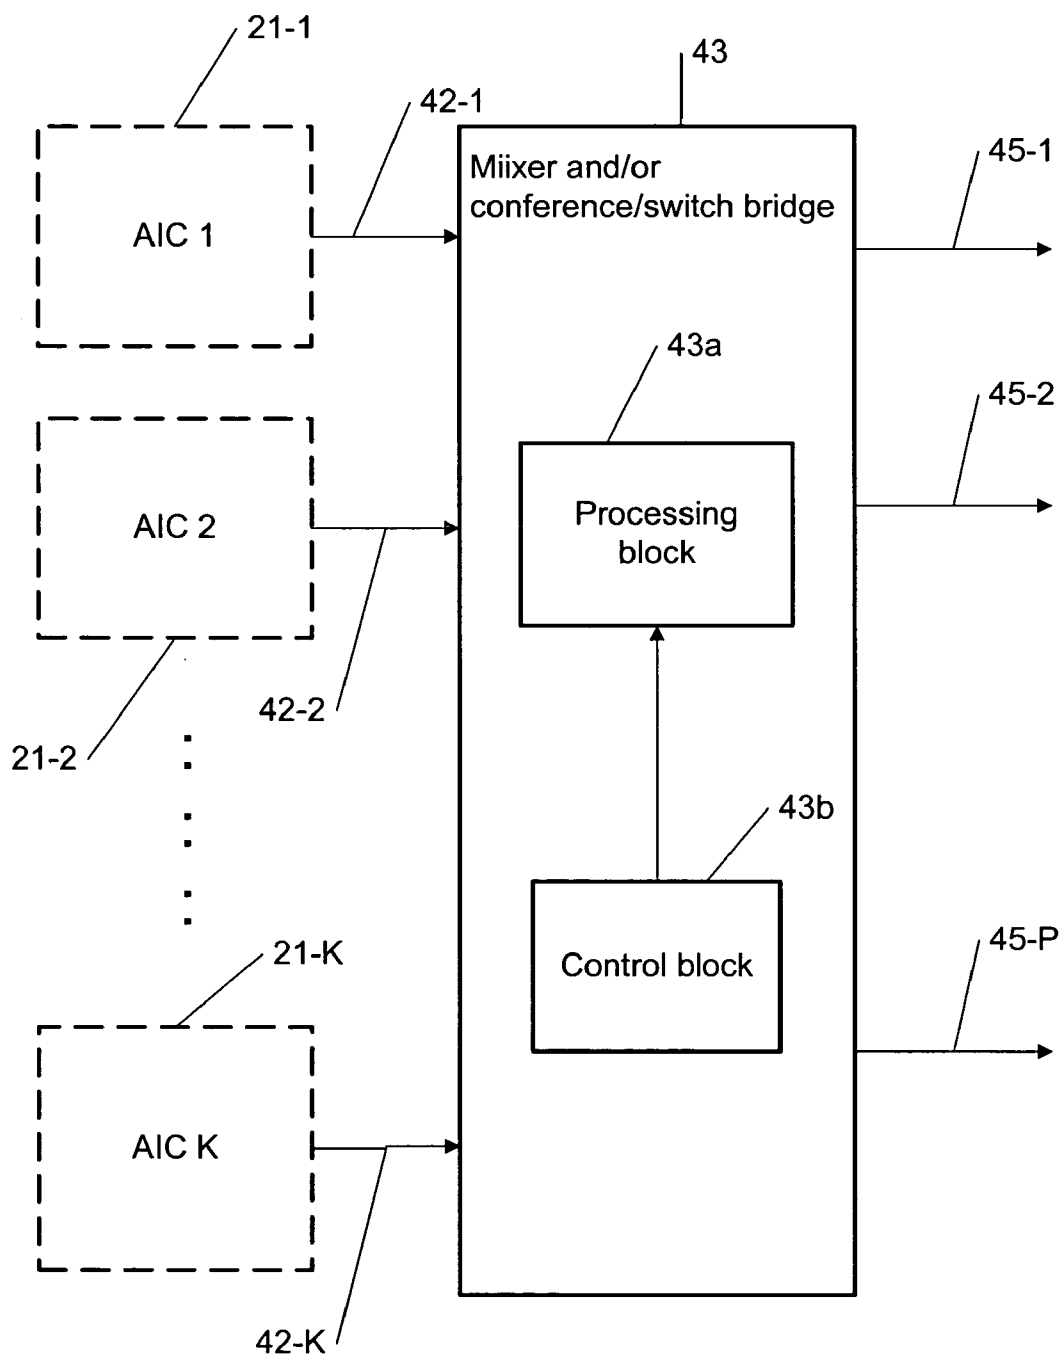 21-1
43
42-1
45-1
Miixer and/or
conference/switch bridge
AIC 1
43a
45-2
Processing
block
AIC 2
42-2
21-2
43b
21-K
45-P
Control block
AIC K
42-K